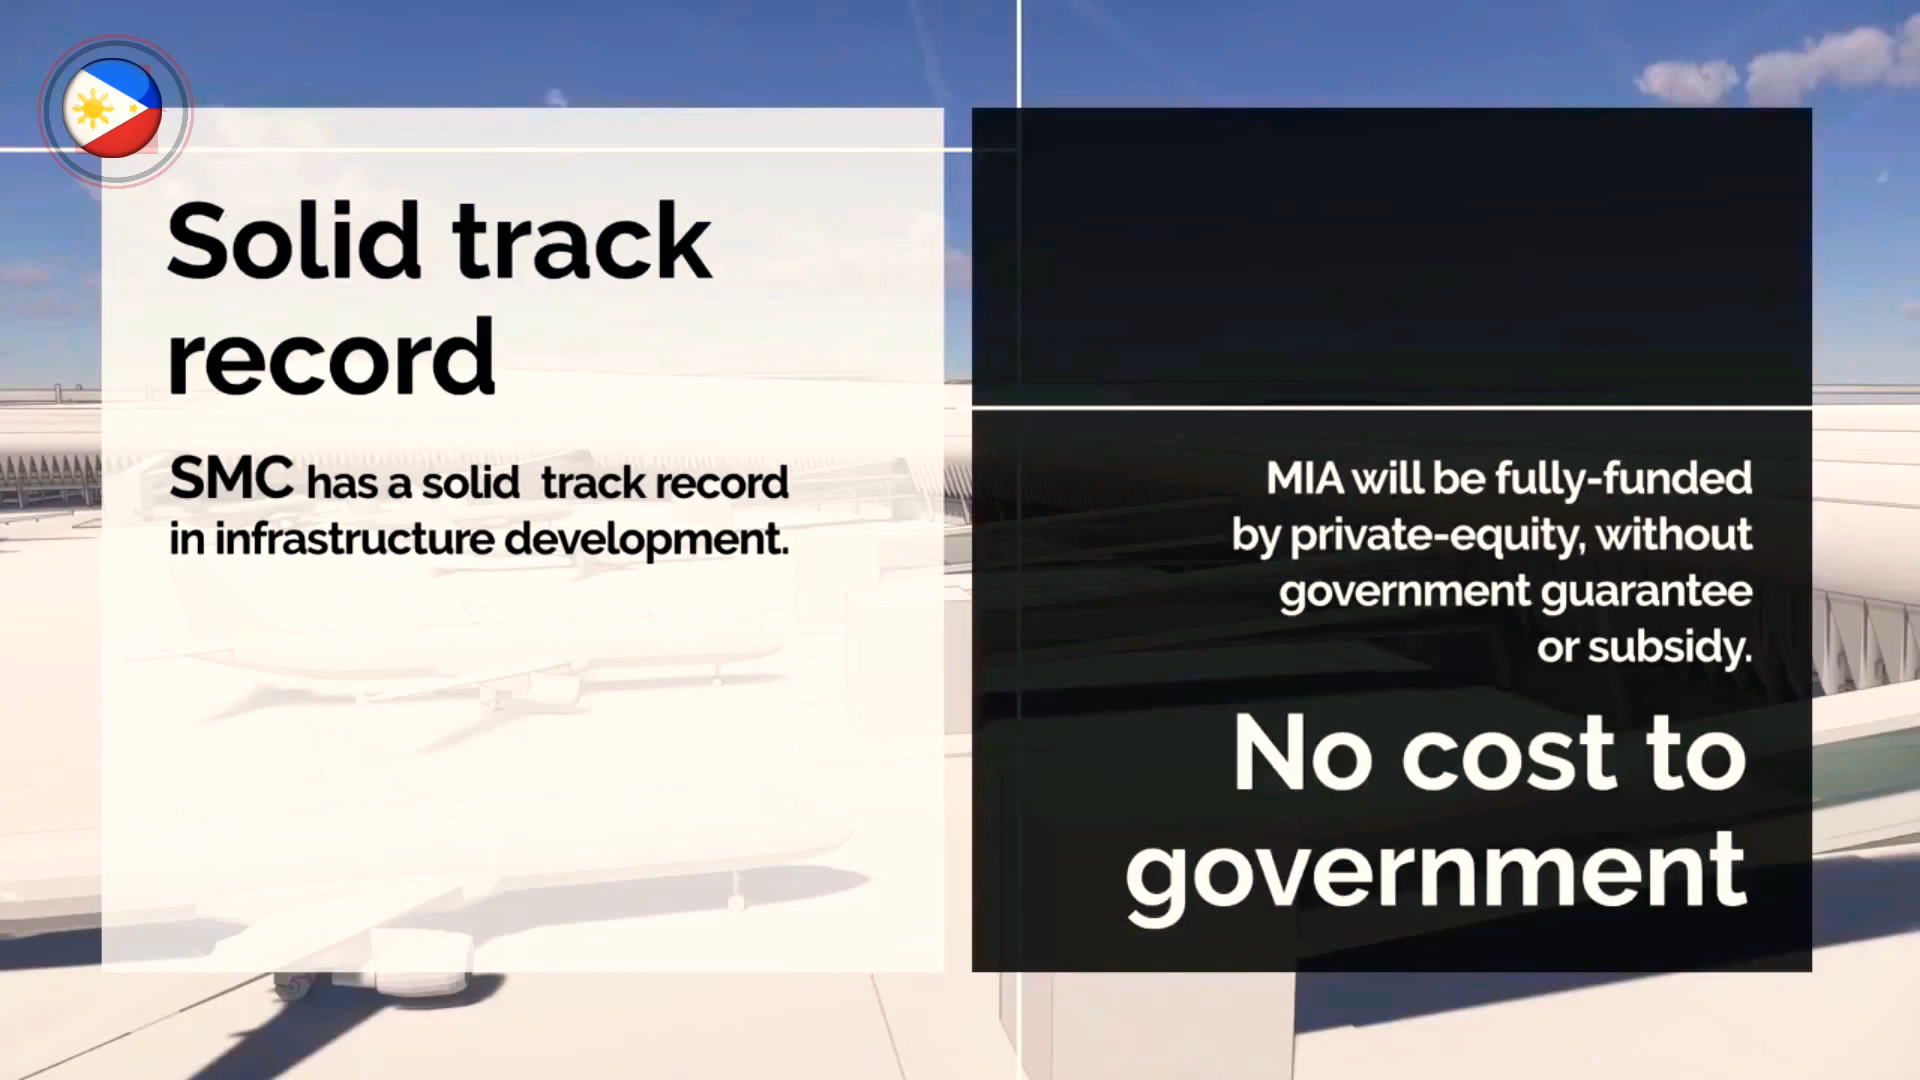 Solid track
record
SMC has a solid track record
in infrastructure development.
MIA will be fully-funded
by private-equity, without
government guarantee
or subsidy.
No cost to
government